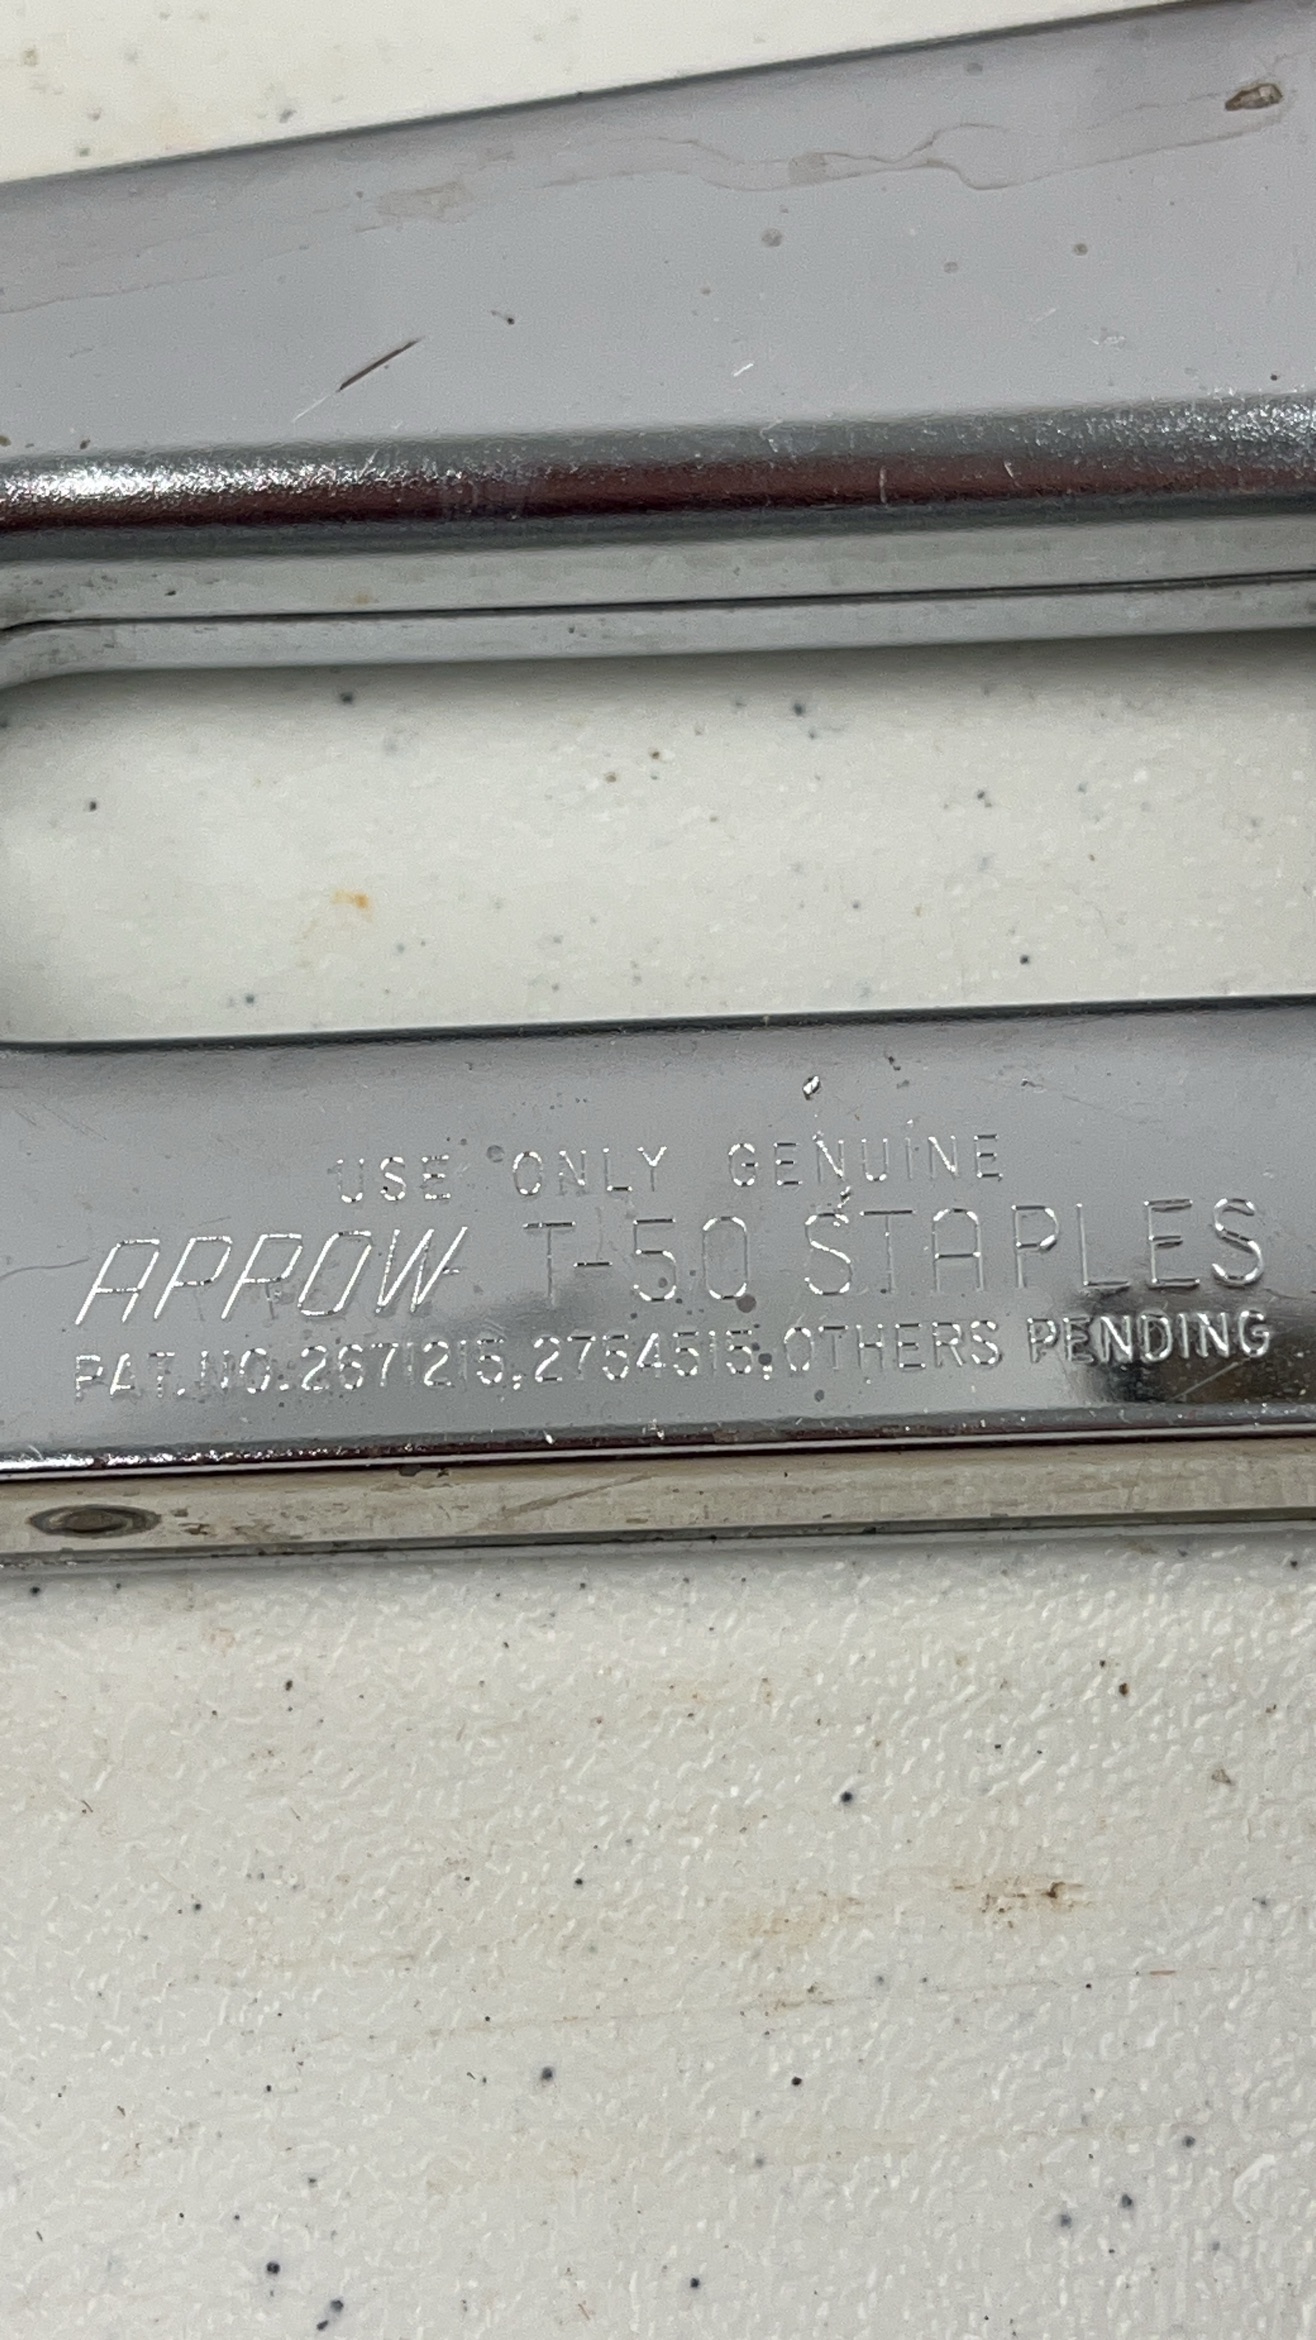 USE ONLY GENUINE
ARROW T-50 STAPLES
PAT. NO. 2671215, 2754515, OTHERS PENDING